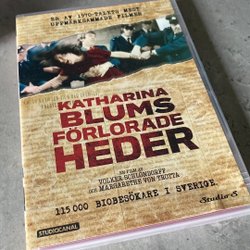 EN AV 1970-TALETS MEST
UPPMÄRKSAMMADE FILMER
KATHARINA
BLUMS
FÖRLORADE
HEDER
EN FILM AV
VOLKER SCHLÖNDORFF
OCH MARGARETHE VON TROTTA
115 000 BIOBESÖKARE I SVERIGE.
STUDIOCANAL
Studio S